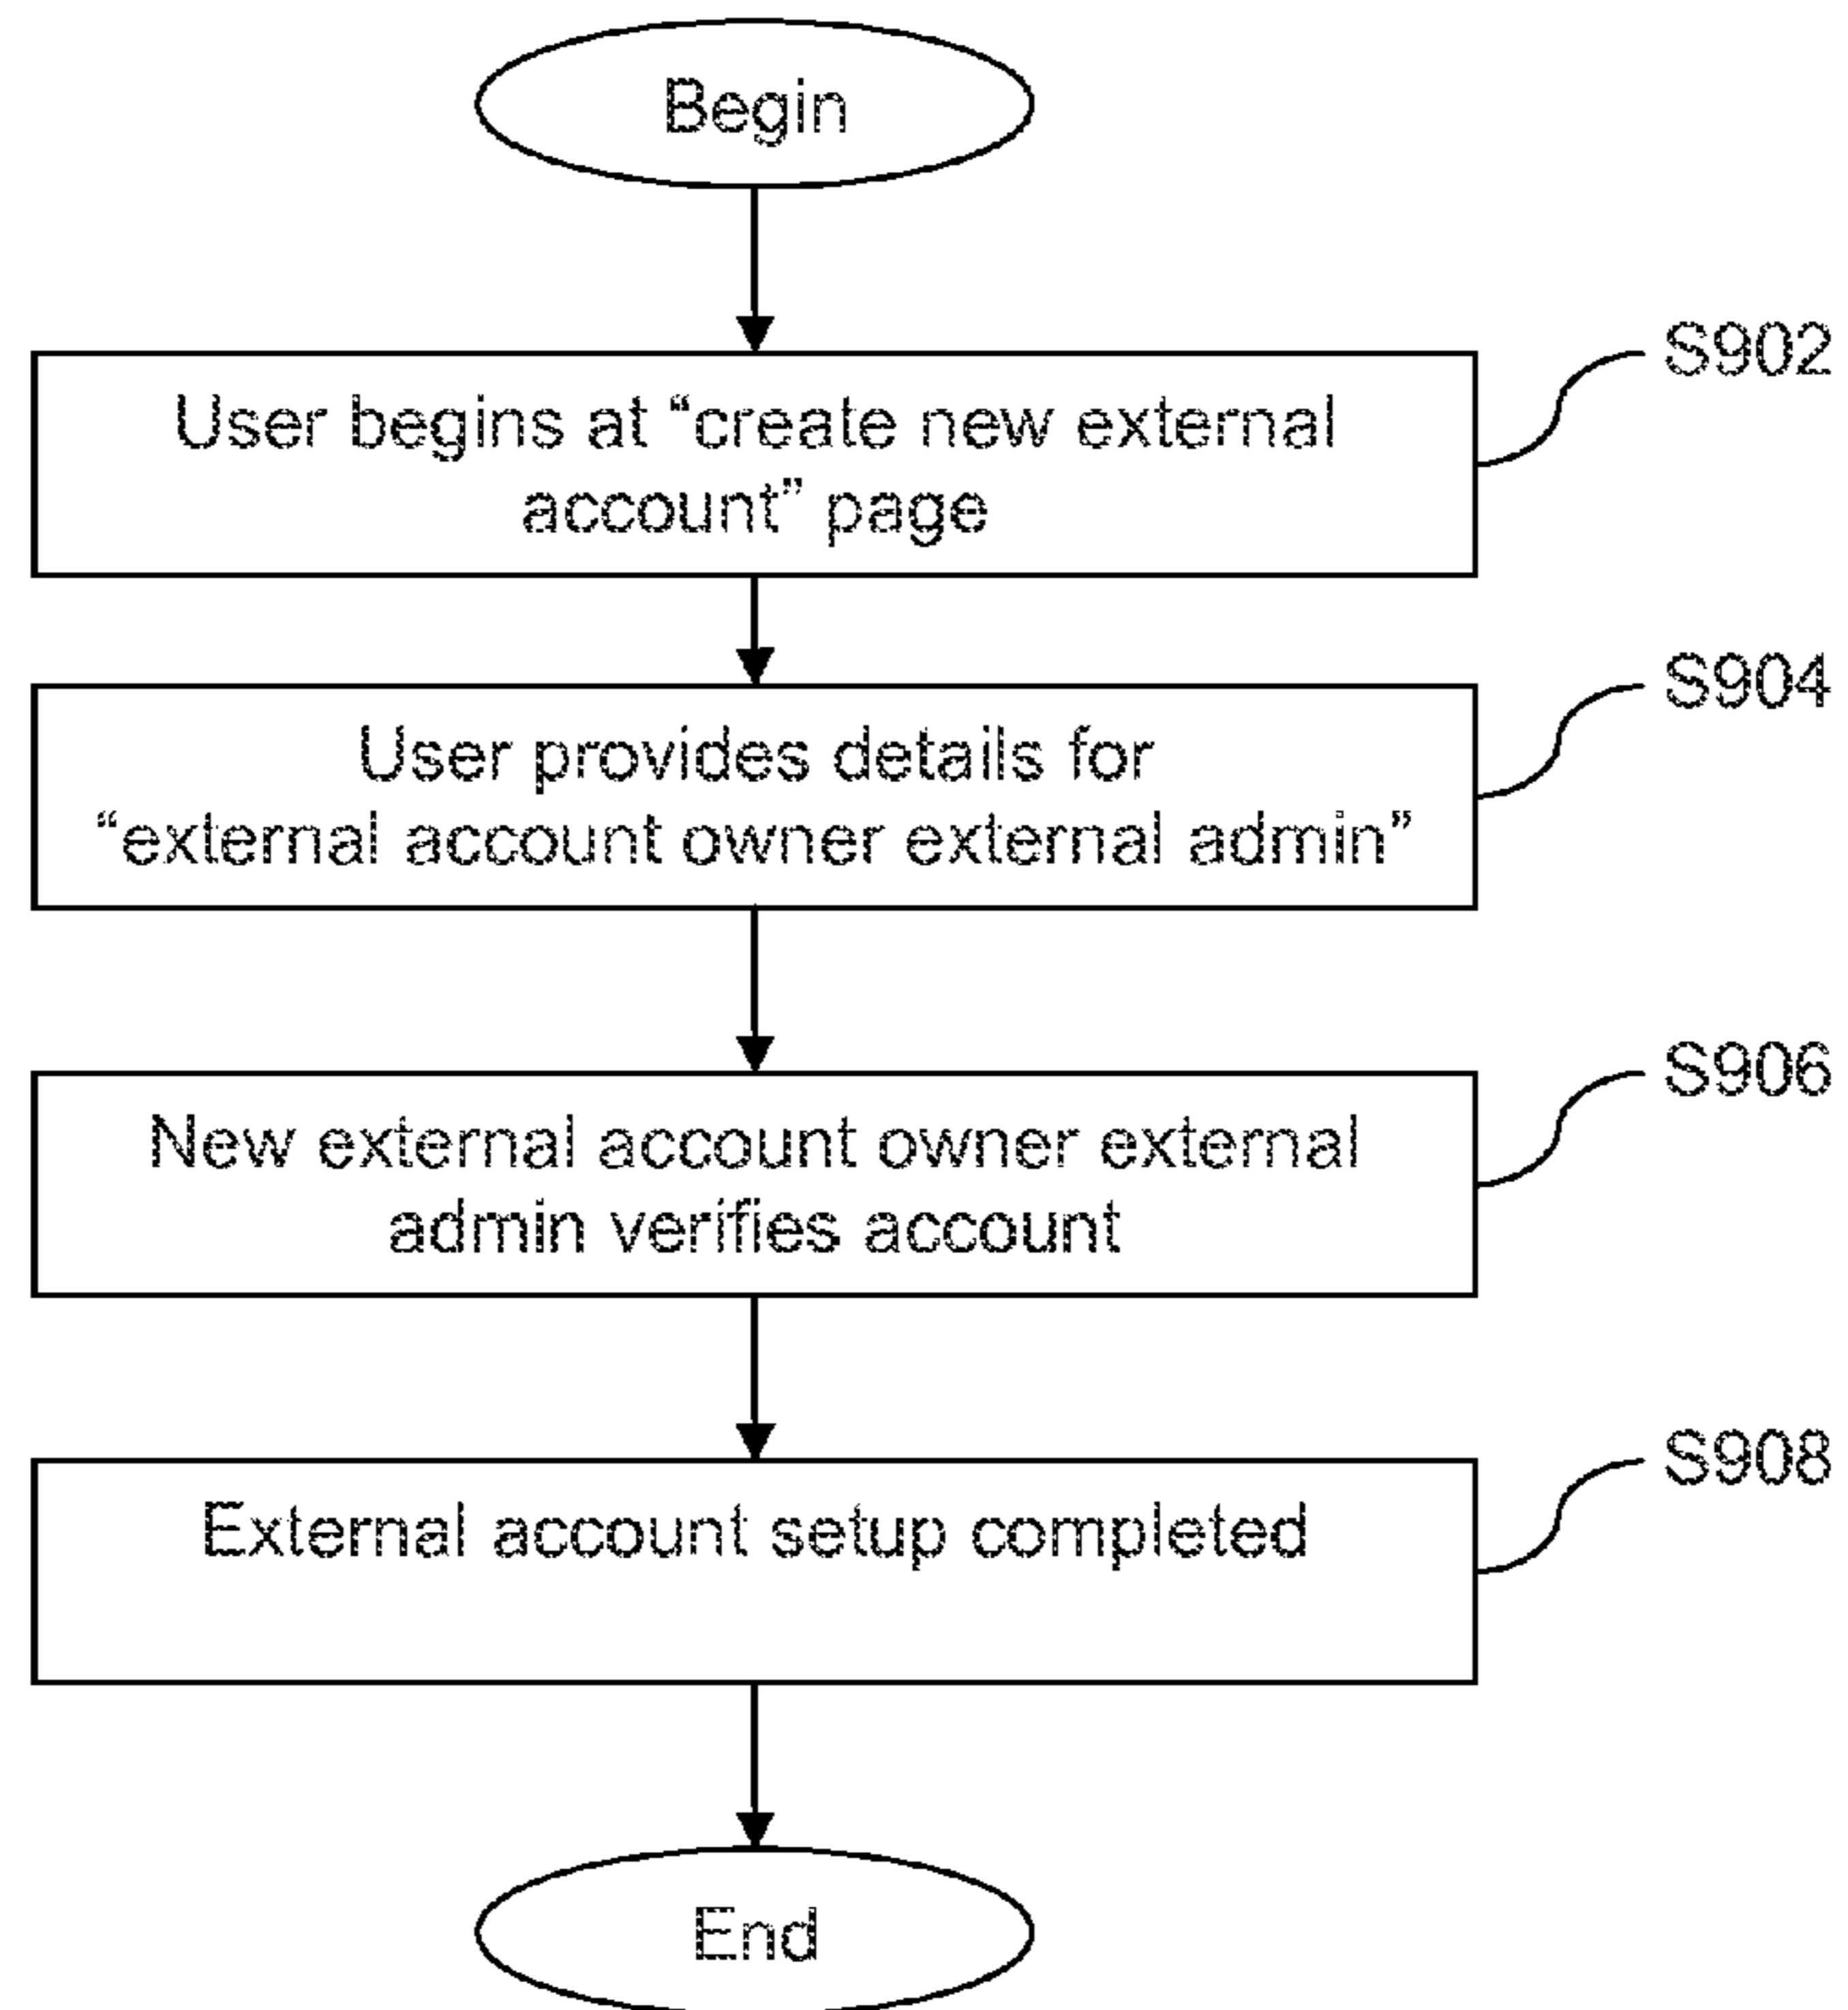 Begin
S902
User begins at “create new external
account” page
S904
User provides details for
“external account owner external admin”
S906
New external account owner external
admin verifies account
S908
External account setup completed
End